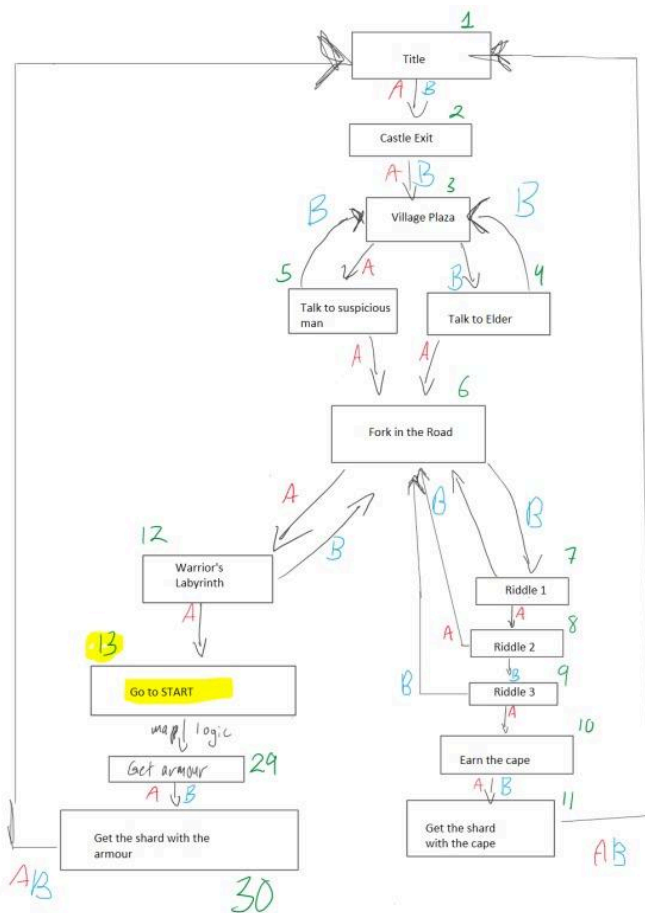 1
Title
A B
2
Castle Exit
A B
3
Village Plaza
B
B
5
A
B
4
Talk to suspicious
man
Talk to Elder
A
A
6
Fork in the Road
A
B
B
B
12
7
Warrior's
Labyrinth
Riddle 1
A
A
8
Riddle 2
A
13
B
9
Riddle 3
B
Go to START
A
10
map logic
Earn the cape
Get armour
29
A B
A B
11
Get the shard with the
armour
Get the shard
with the cape
AB
AB
30